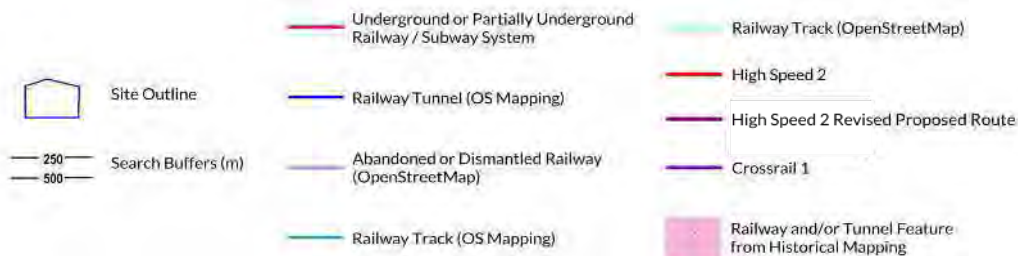 Site Outline
250
500
Search Buffers (m)
Underground or Partially Underground
Railway / Subway System
Railway Tunnel (OS Mapping)
Abandoned or Dismantled Railway
(OpenStreetMap)
Railway Track (OS Mapping)
Railway Track (OpenStreetMap)
High Speed 2
High Speed 2 Revised Proposed Route
Crossrail 1
Railway and/or Tunnel Feature
from Historical Mapping